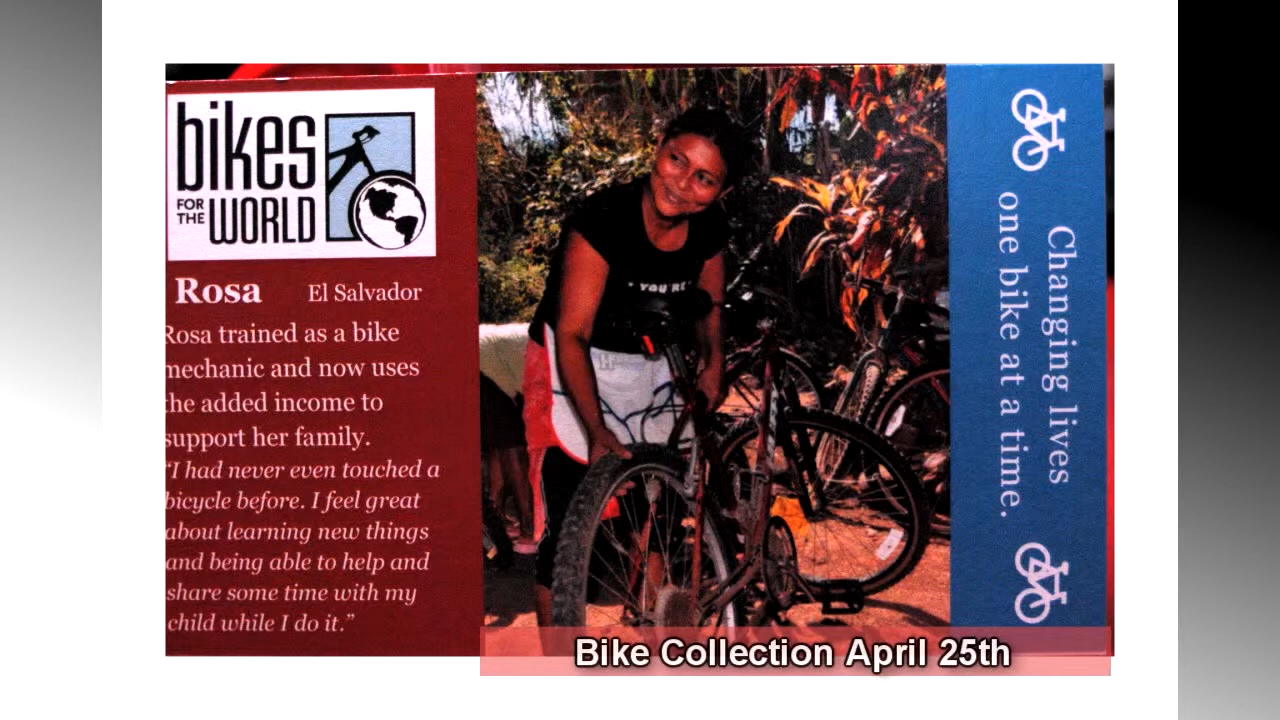 bikes
FOR THE WORLD
Rosa El Salvador
Rosa trained as a bike
mechanic and now uses
the added income to
support her family.
"I had never even touched a
bicycle before. I feel great
about learning new things
and being able to help and
share some time with my
child while I do it."
YOU'RE
Changing lives
one bike at a time.
Bike Collection April 25th